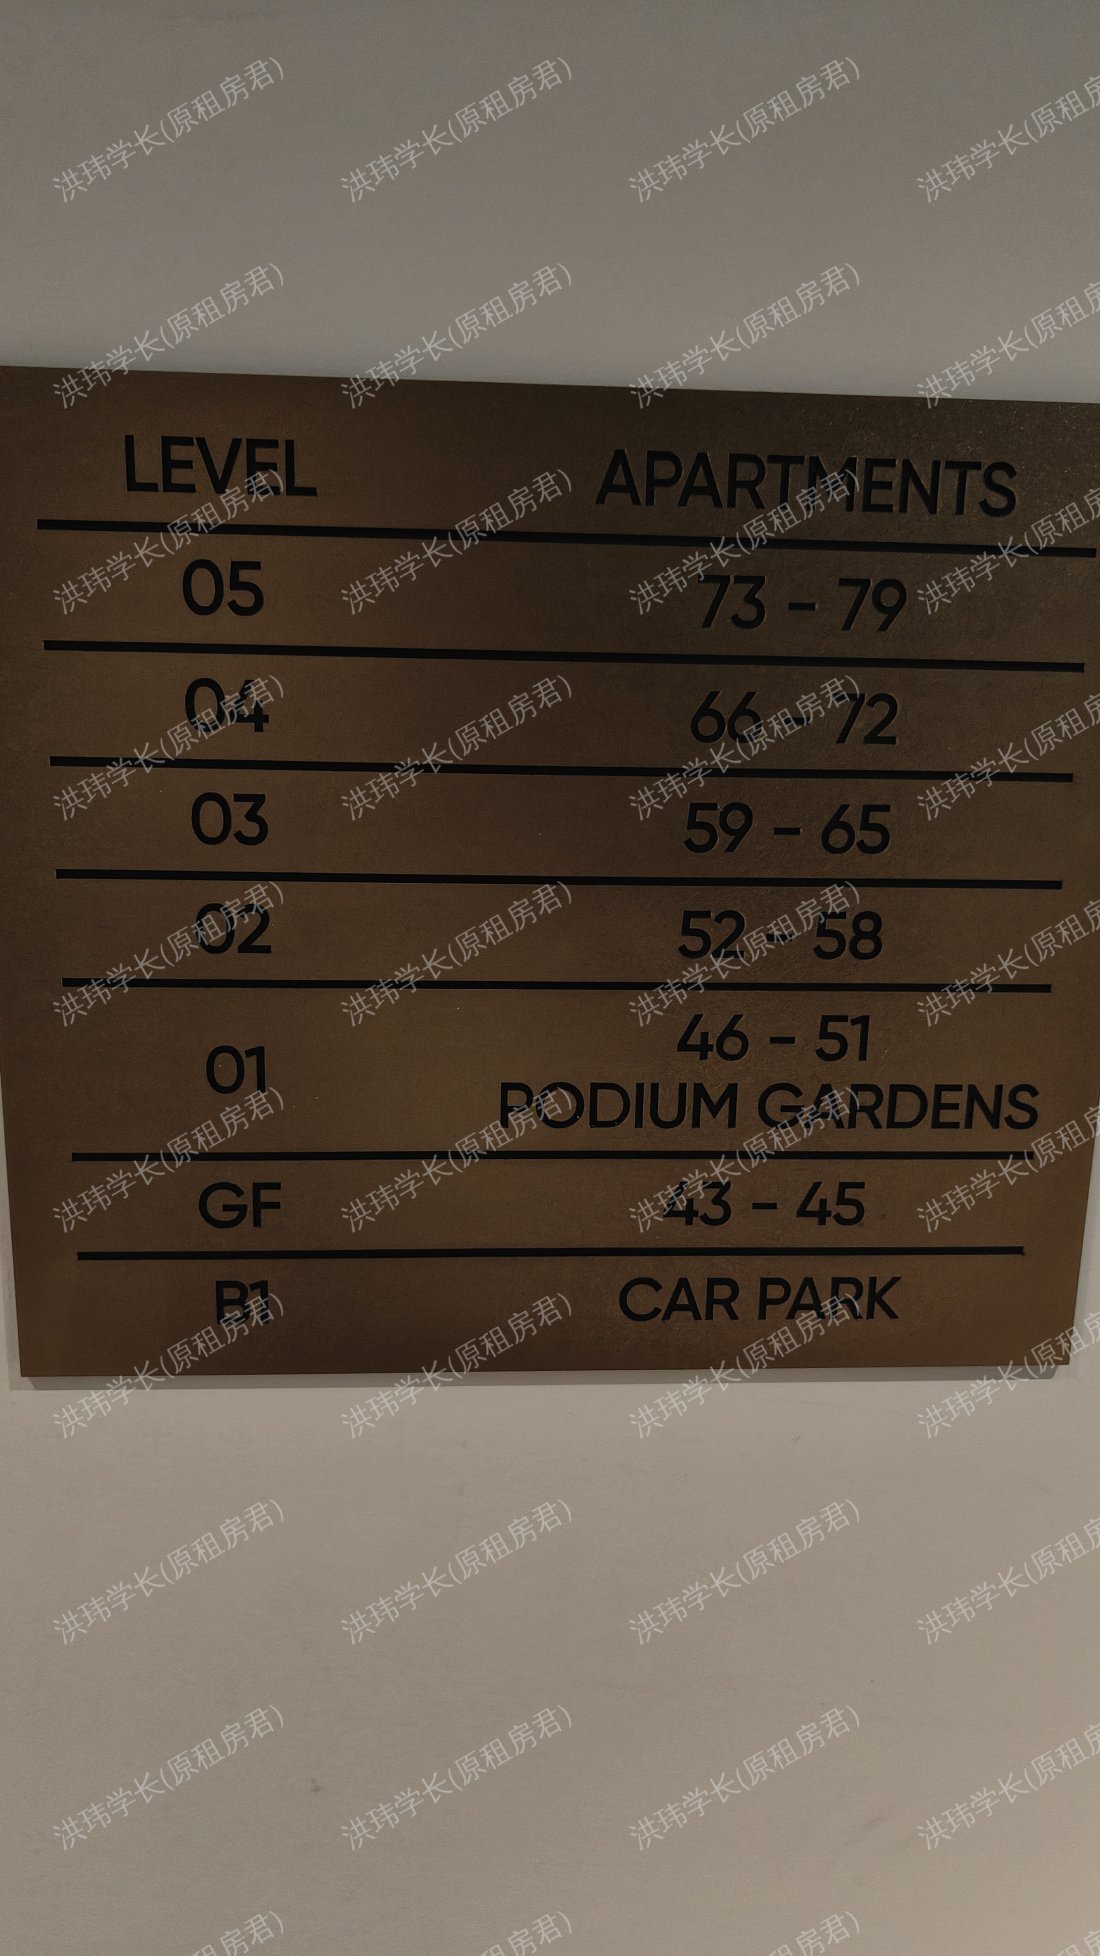 LEVEL APARTMENTS
05 73 - 79
04 66 - 72
03 59 - 65
02 52 - 58
01 46 - 51
PODIUM GARDENS
GF 43 - 45
B1 CAR PARK
洪玮学长(原租房君)